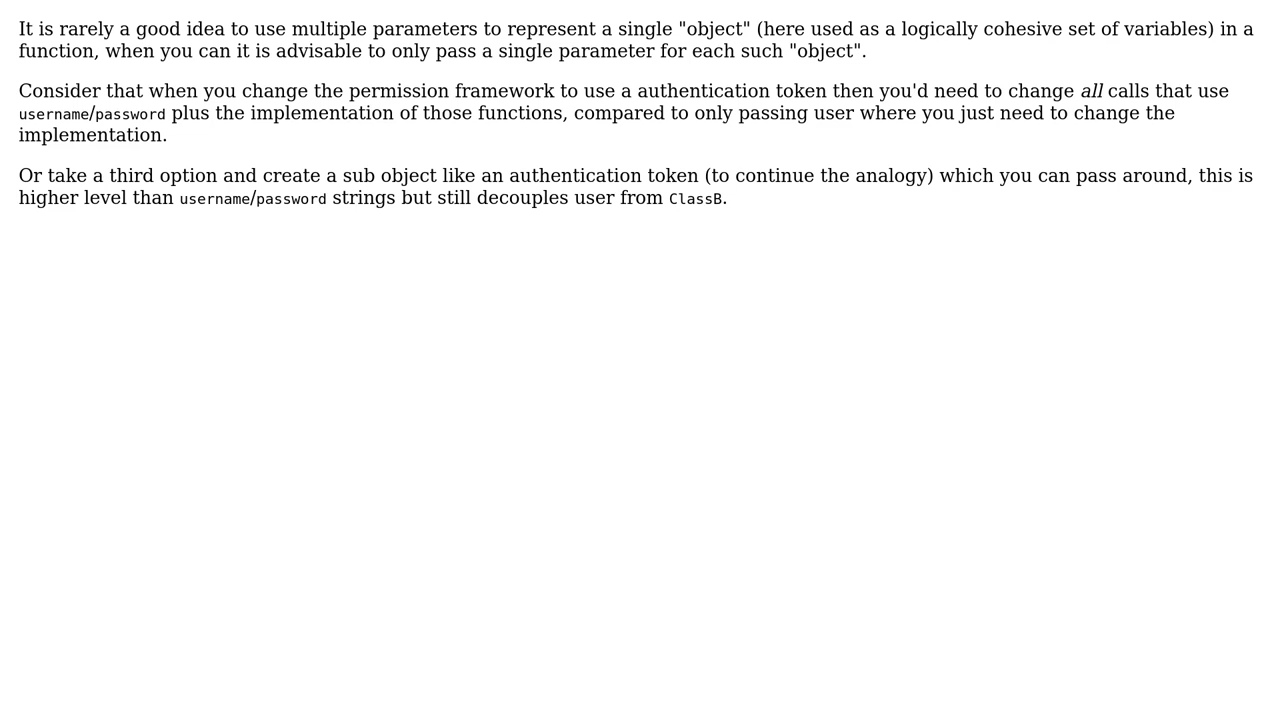 It is rarely a good idea to use multiple parameters to represent a single "object" (here used as a logically cohesive set of variables) in a
function, when you can it is advisable to only pass a single parameter for each such "object".
Consider that when you change the permission framework to use a authentication token then you'd need to change all calls that use
username/password plus the implementation of those functions, compared to only passing user where you just need to change the
implementation.
Or take a third option and create a sub object like an authentication token (to continue the analogy) which you can pass around, this is
higher level than username/password strings but still decouples user from ClassB.